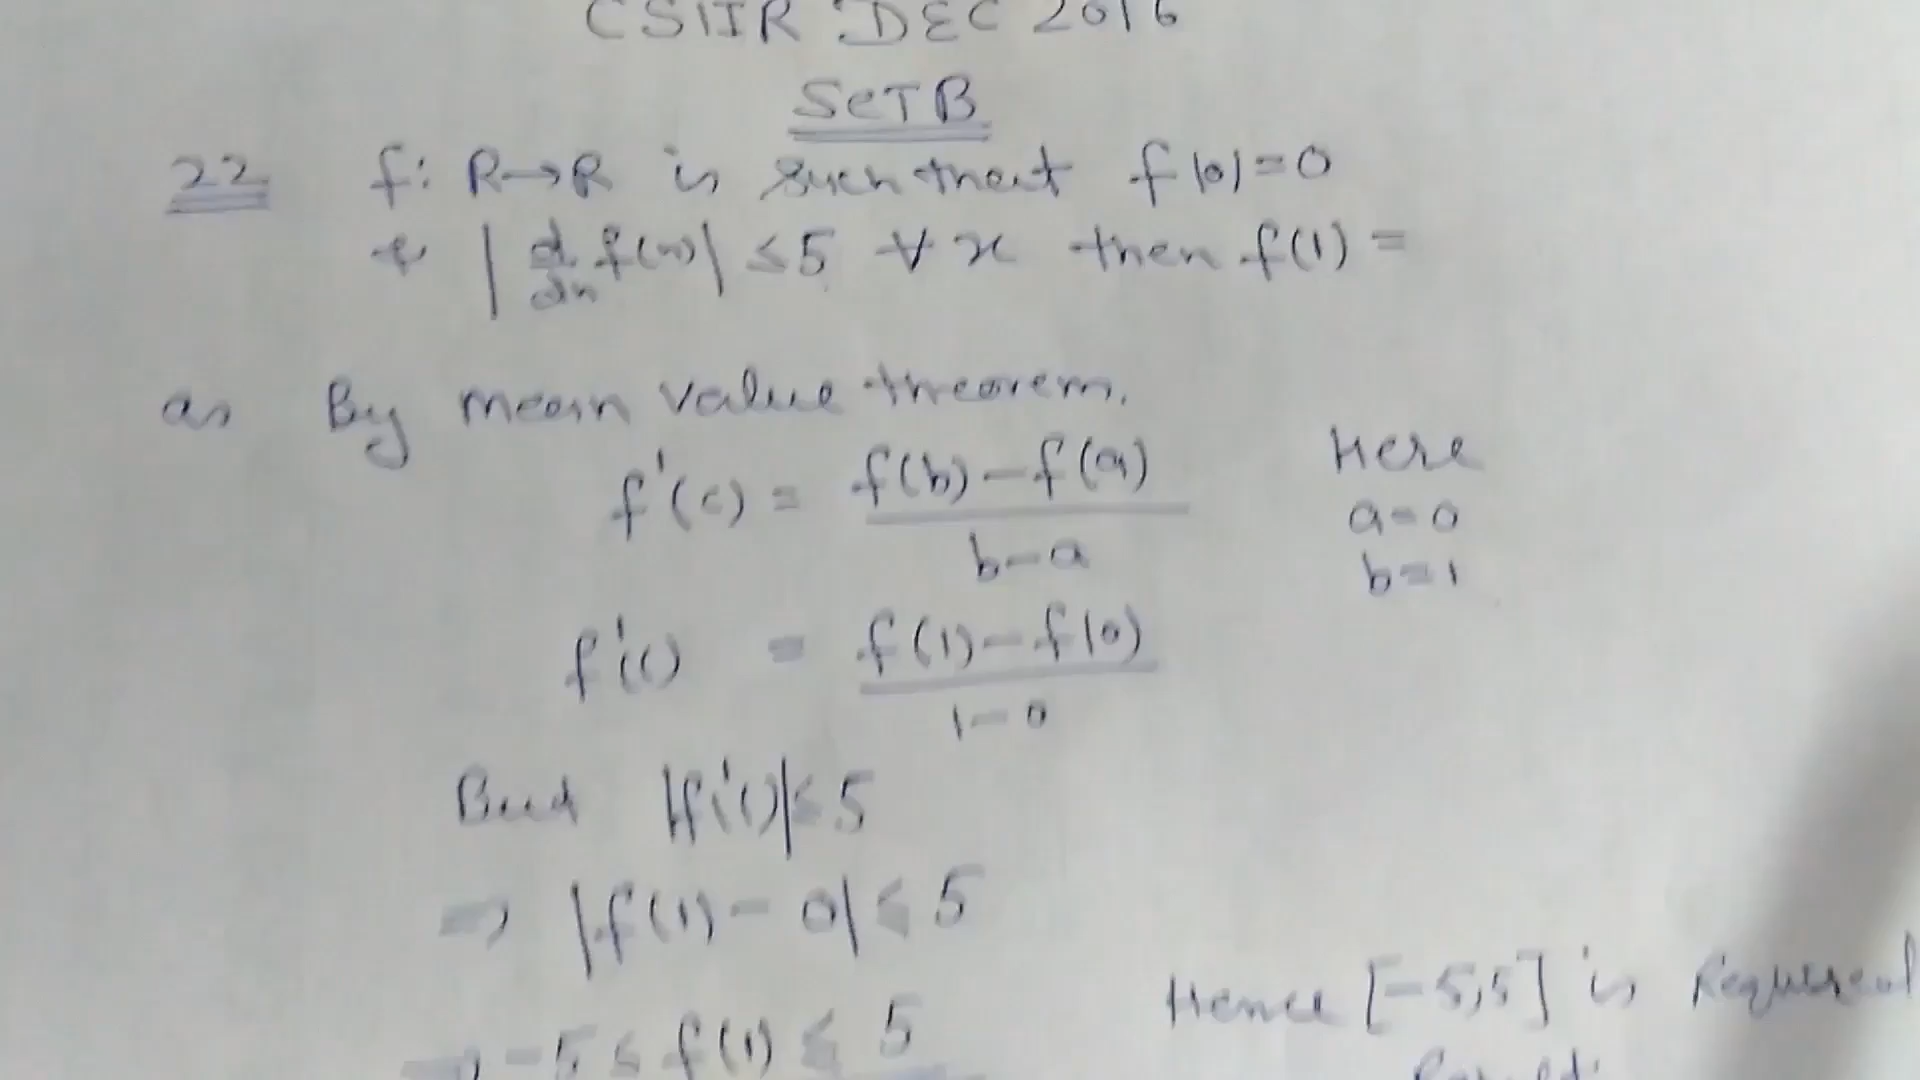 CSIIR DEC 2016
SeT B
22 f: R→R is such that f(0)=0
& | d/dx f(x) | ≤5 ∀ x then f(1) =
as By mean value theorem.
f'(c) = f(b)-f(a) / b-a Here
a=0
b=1
f'(c) = f(1)-f(0) / 1-0
But |f'(c)|≤5
⇒ |f(1)-0|≤5
⇒ -5≤f(1)≤5 Hence [-5,5] is Required